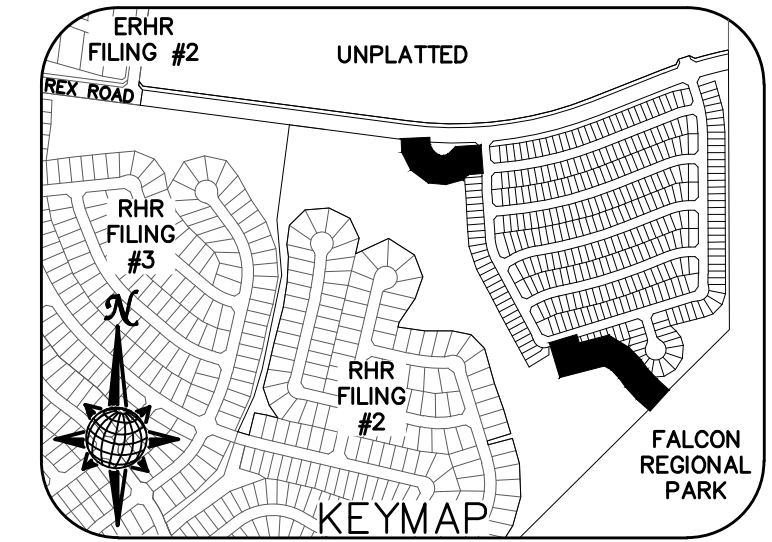 ERHR
FILING #2
UNPLATTED
REX ROAD
RHR
FILING
#3
N
RHR
FILING
#2
FALCON
REGIONAL
PARK
KEYMAP